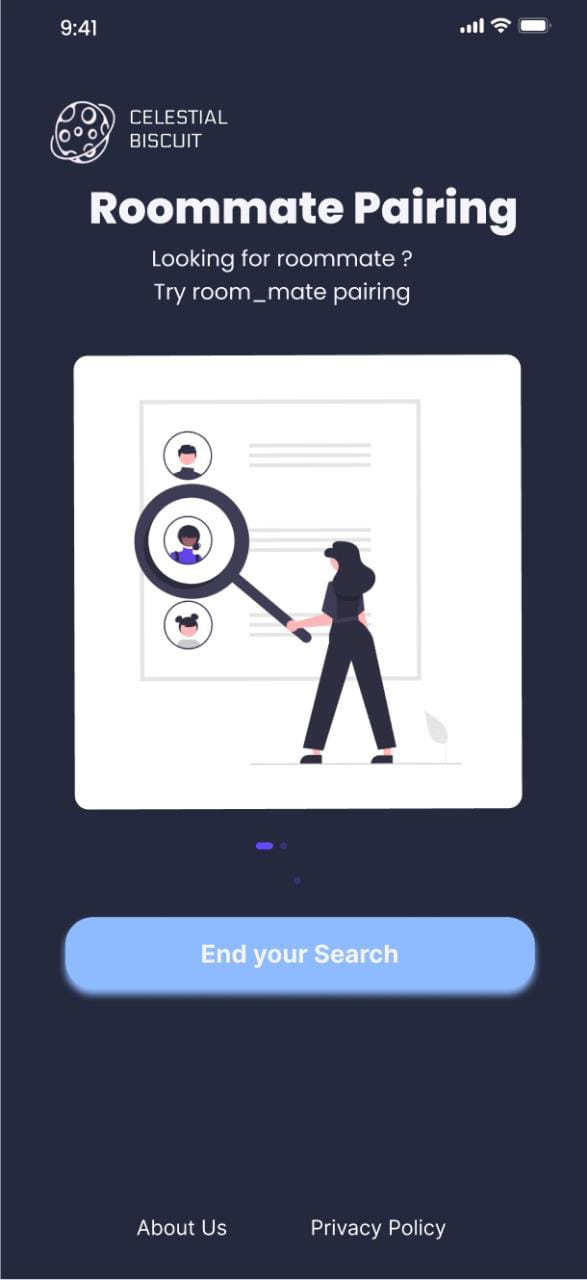 9:41
CELESTIAL
BISCUIT
Roommate Pairing
Looking for roommate ?
Try room_mate pairing
End your Search
About Us
Privacy Policy